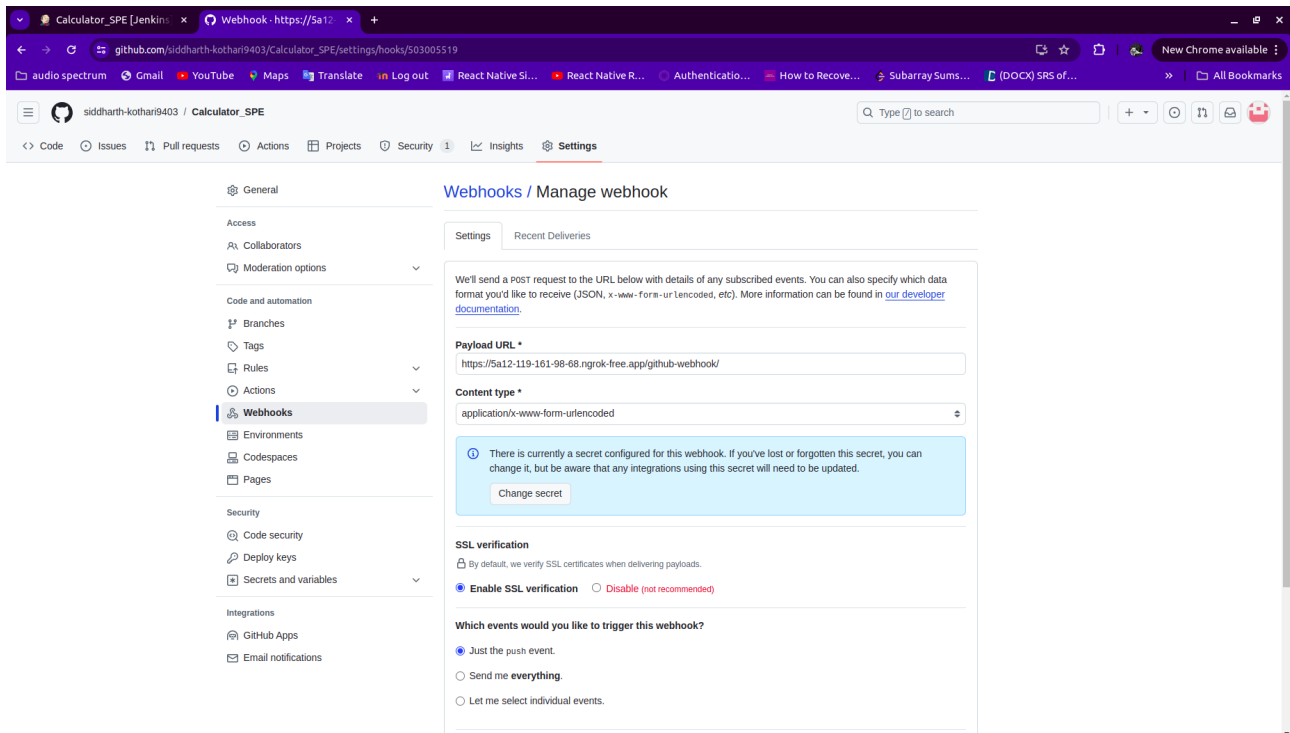 Calculator_SPE [Jenkins] × Webhook · https://5a12- × +
github.com/siddharth-kothari9403/Calculator_SPE/settings/hooks/503005519 New Chrome available
audio spectrum Gmail YouTube Maps Translate Log out React Native Si... React Native R... Authenticatio... How to Recove... Subarray Sums... (DOCX) SRS of... » All Bookmarks
siddharth-kothari9403 / Calculator_SPE Type / to search
Code Issues Pull requests Actions Projects Security 1 Insights Settings
General
Access
Collaborators
Moderation options
Code and automation
Branches
Tags
Rules
Actions
Webhooks
Environments
Codespaces
Pages
Security
Code security
Deploy keys
Secrets and variables
Integrations
GitHub Apps
Email notifications
Webhooks / Manage webhook
Settings Recent Deliveries
We'll send a POST request to the URL below with details of any subscribed events. You can also specify which data
format you'd like to receive (JSON, x-www-form-urlencoded, etc). More information can be found in our developer
documentation.
Payload URL *
https://5a12-119-161-98-68.ngrok-free.app/github-webhook/
Content type *
application/x-www-form-urlencoded
There is currently a secret configured for this webhook. If you've lost or forgotten this secret, you can
change it, but be aware that any integrations using this secret will need to be updated.
Change secret
SSL verification
By default, we verify SSL certificates when delivering payloads.
Enable SSL verification Disable (not recommended)
Which events would you like to trigger this webhook?
Just the push event.
Send me everything.
Let me select individual events.